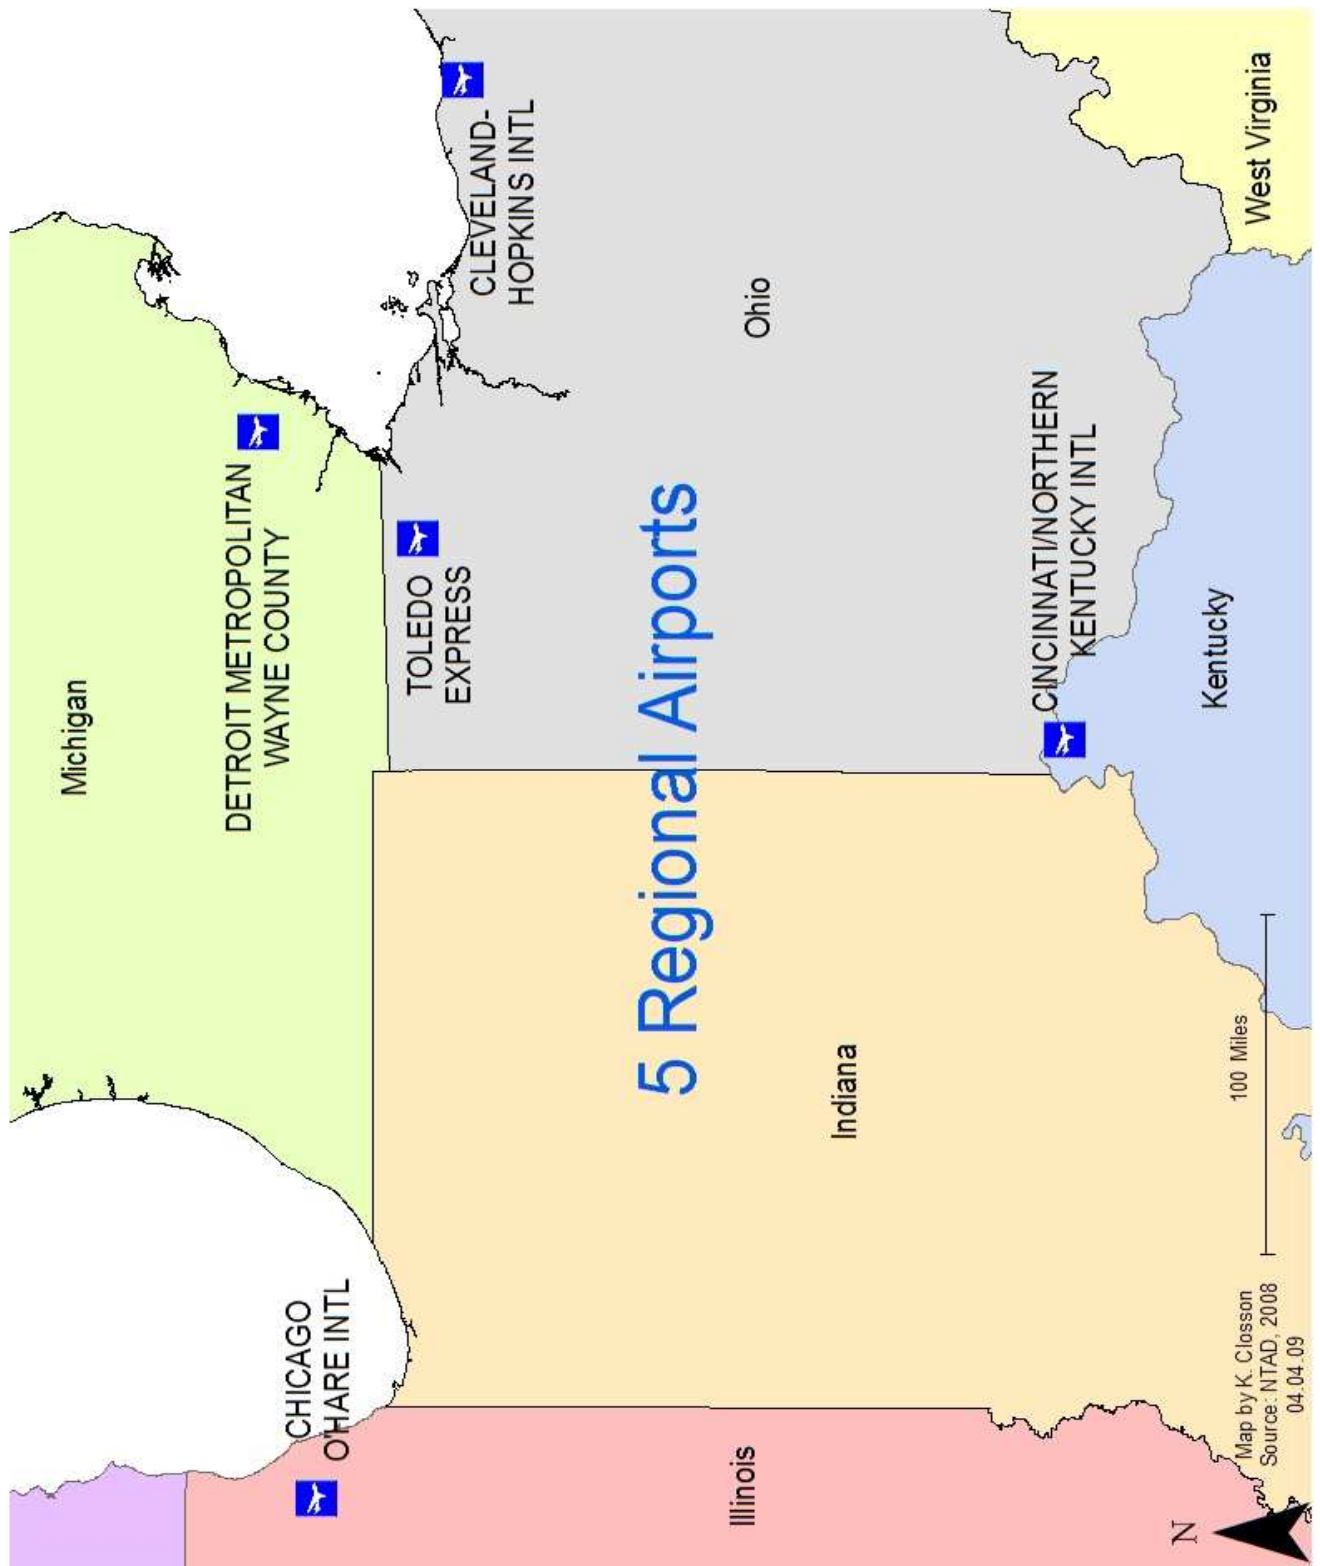 5 Regional Airports
Michigan
DETROIT METROPOLITAN
WAYNE COUNTY
CHICAGO
O'HARE INTL
TOLEDO
EXPRESS
CLEVELAND-
HOPKINS INTL
Ohio
Indiana
Illinois
CINCINNATI/NORTHERN
KENTUCKY INTL
Kentucky
West Virginia
100 Miles
N
Map by K. Closson
Source: NTAD, 2008
04.04.09